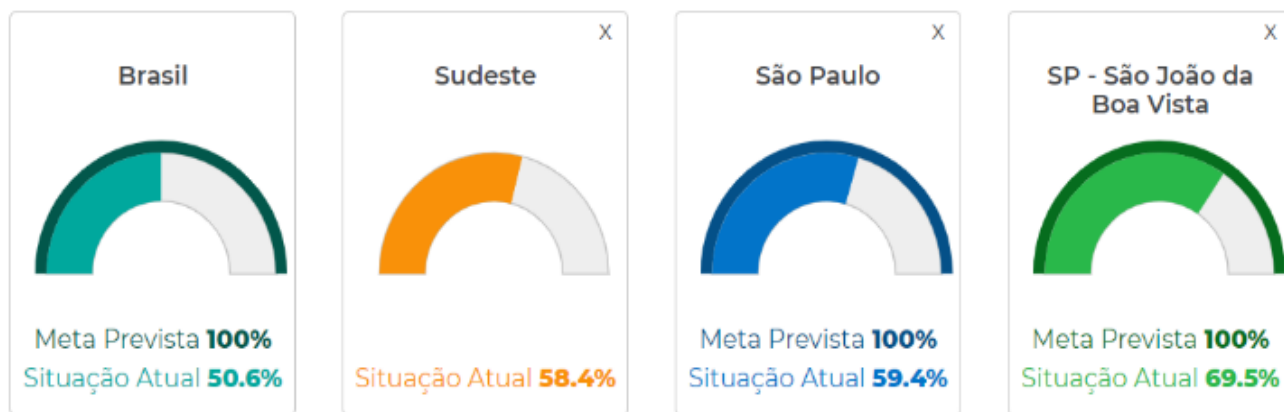 Brasil
Meta Prevista 100%
Situação Atual 50.6%
X
Sudeste
Situação Atual 58.4%
X
São Paulo
Meta Prevista 100%
Situação Atual 59.4%
X
SP - São João da
Boa Vista
Meta Prevista 100%
Situação Atual 69.5%